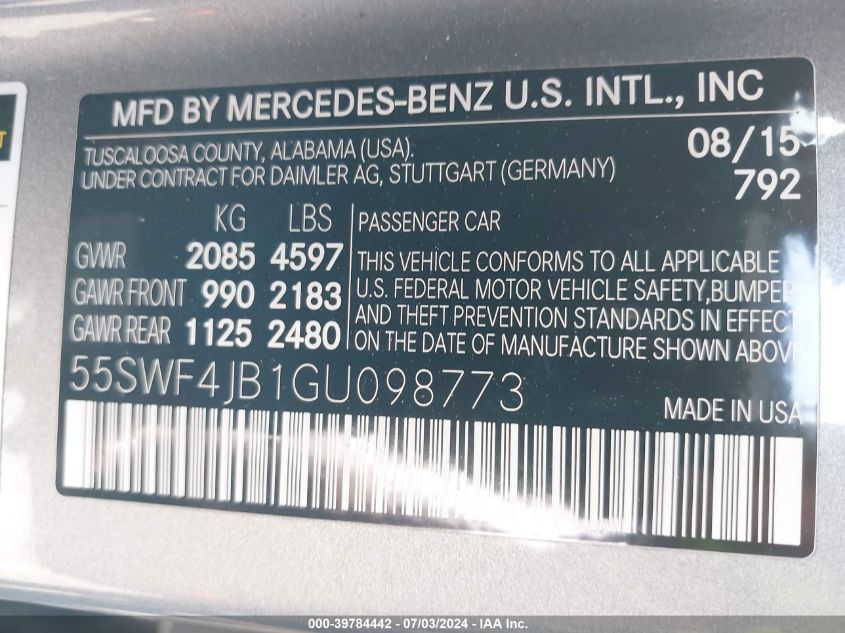 MFD BY MERCEDES-BENZ U.S. INTL., INC
TUSCALOOSA COUNTY, ALABAMA (USA).
UNDER CONTRACT FOR DAIMLER AG, STUTTGART (GERMANY)
08/15
792
KG LBS
GVWR 2085 4597
GAWR FRONT 990 2183
GAWR REAR 1125 2480
PASSENGER CAR
THIS VEHICLE CONFORMS TO ALL APPLICABLE
U.S. FEDERAL MOTOR VEHICLE SAFETY,BUMPER
AND THEFT PREVENTION STANDARDS IN EFFECT
ON THE DATE OF MANUFACTURE SHOWN ABOVE
55SWF4JB1GU098773
MADE IN USA
000-39784442 - 07/03/2024 - IAA Inc.